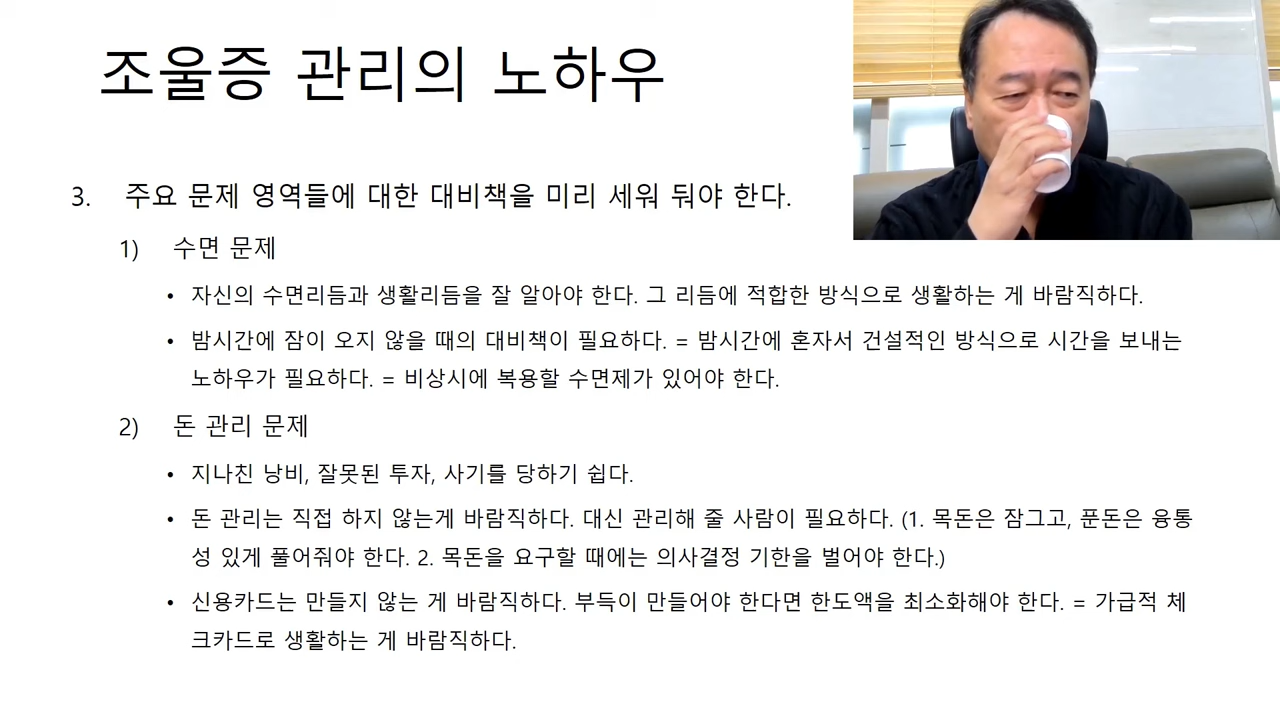 조울증 관리의 노하우
3. 주요 문제 영역들에 대한 대비책을 미리 세워 둬야 한다.
1) 수면 문제
• 자신의 수면리듬과 생활리듬을 잘 알아야 한다. 그 리듬에 적합한 방식으로 생활하는 게 바람직하다.
• 밤시간에 잠이 오지 않을 때의 대비책이 필요하다. = 밤시간에 혼자서 건설적인 방식으로 시간을 보내는
노하우가 필요하다. = 비상시에 복용할 수면제가 있어야 한다.
2) 돈 관리 문제
• 지나친 낭비, 잘못된 투자, 사기를 당하기 쉽다.
• 돈 관리는 직접 하지 않는게 바람직하다. 대신 관리해 줄 사람이 필요하다. (1. 목돈은 잠그고, 푼돈은 융통
성 있게 풀어줘야 한다. 2. 목돈을 요구할 때에는 의사결정 기한을 벌어야 한다.)
• 신용카드는 만들지 않는 게 바람직하다. 부득이 만들어야 한다면 한도액을 최소화해야 한다. = 가급적 체
크카드로 생활하는 게 바람직하다.